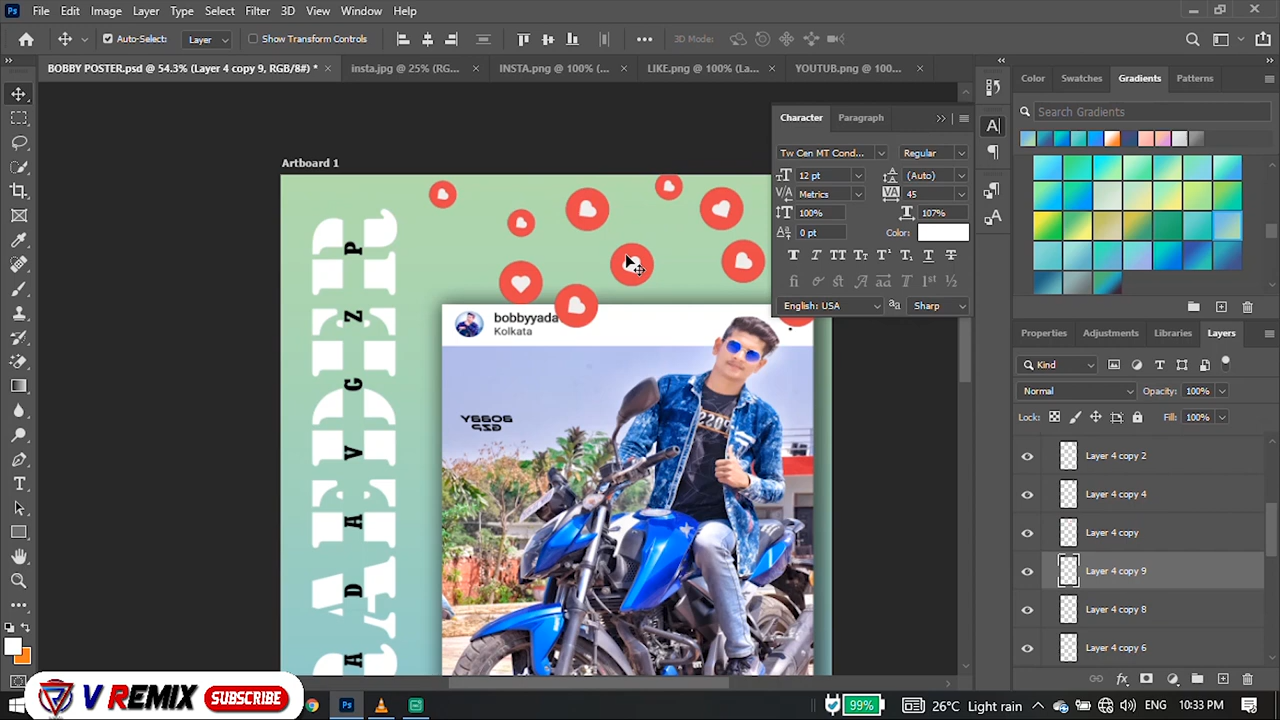 Ps File Edit Image Layer Type Select Filter 3D View Window Help
Auto-Select: Layer Show Transform Controls 3D Mode:
BOBBY POSTER.psd @ 54.3% (Layer 4 copy 9, RGB/8#) * insta.jpg @ 25% (RG... INSTA.png @ 100% (... LIKE.png @ 100% (La... YOUTUB.png @ 100...
Color Swatches Gradients Patterns
Search Gradients
Character Paragraph
Tw Cen MT Cond... Regular
12 pt (Auto)
Metrics 45
100% 107%
0 pt Color:
English: USA Sharp
Artboard 1
P
Z
G
V
A
D
A
bobbyyada
Kolkata
BOBBY
GZP
Properties Adjustments Libraries Layers
Kind
Normal Opacity: 100%
Lock: Fill: 100%
Layer 4 copy 2
Layer 4 copy 4
Layer 4 copy
Layer 4 copy 9
Layer 4 copy 8
Layer 4 copy 6
V REMIX SUBSCRIBE
Ps 99% 26°C Light rain ENG 10:33 PM